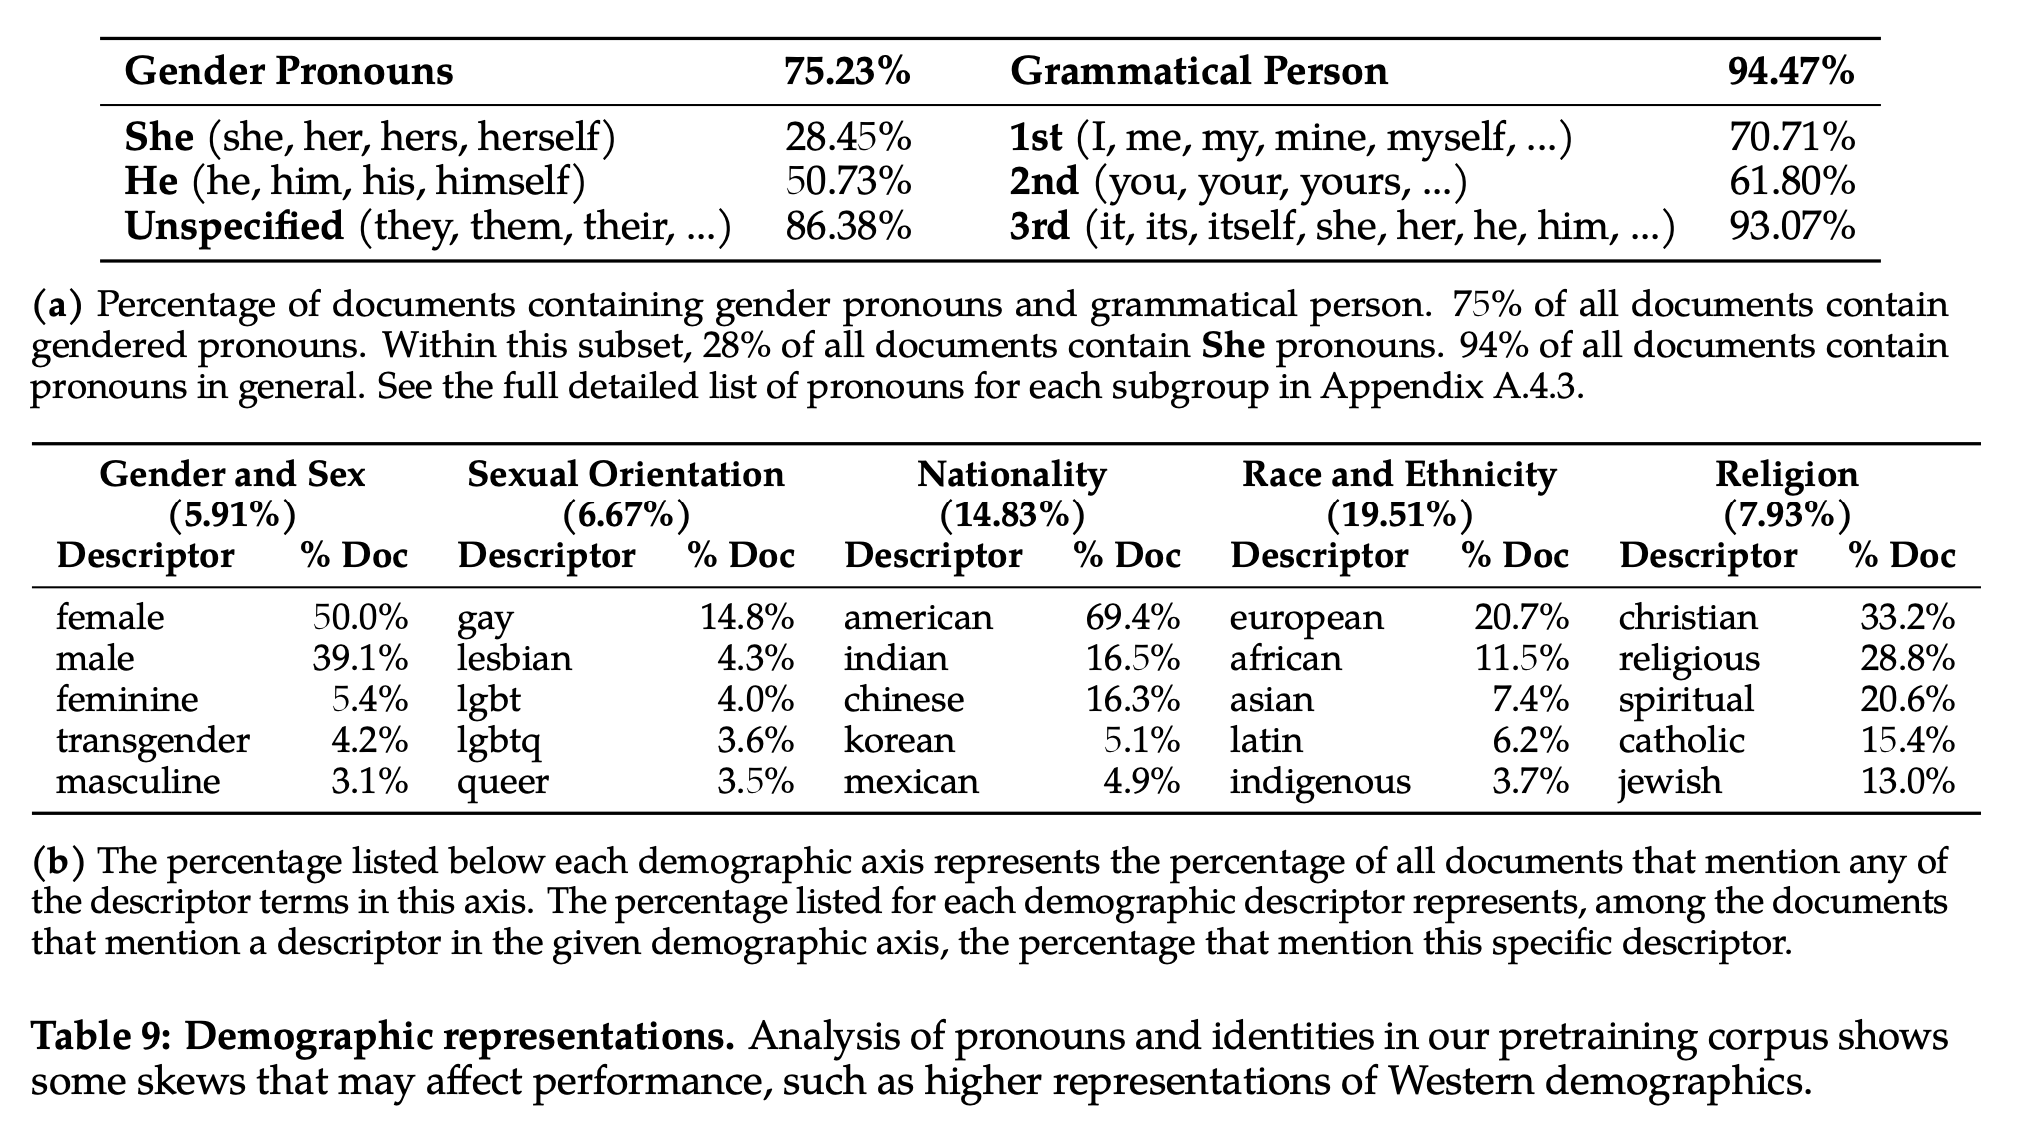 Gender Pronouns 75.23% Grammatical Person 94.47%
She (she, her, hers, herself) 28.45% 1st (I, me, my, mine, myself, ...) 70.71%
He (he, him, his, himself) 50.73% 2nd (you, your, yours, ...) 61.80%
Unspecified (they, them, their, ...) 86.38% 3rd (it, its, itself, she, her, he, him, ...) 93.07%
(a) Percentage of documents containing gender pronouns and grammatical person. 75% of all documents contain
gendered pronouns. Within this subset, 28% of all documents contain She pronouns. 94% of all documents contain
pronouns in general. See the full detailed list of pronouns for each subgroup in Appendix A.4.3.
Gender and Sex Sexual Orientation Nationality Race and Ethnicity Religion
(5.91%) (6.67%) (14.83%) (19.51%) (7.93%)
Descriptor % Doc Descriptor % Doc Descriptor % Doc Descriptor % Doc Descriptor % Doc
female 50.0% gay 14.8% american 69.4% european 20.7% christian 33.2%
male 39.1% lesbian 4.3% indian 16.5% african 11.5% religious 28.8%
feminine 5.4% lgbt 4.0% chinese 16.3% asian 7.4% spiritual 20.6%
transgender 4.2% lgbtq 3.6% korean 5.1% latin 6.2% catholic 15.4%
masculine 3.1% queer 3.5% mexican 4.9% indigenous 3.7% jewish 13.0%
(b) The percentage listed below each demographic axis represents the percentage of all documents that mention any of
the descriptor terms in this axis. The percentage listed for each demographic descriptor represents, among the documents
that mention a descriptor in the given demographic axis, the percentage that mention this specific descriptor.
Table 9: Demographic representations. Analysis of pronouns and identities in our pretraining corpus shows
some skews that may affect performance, such as higher representations of Western demographics.